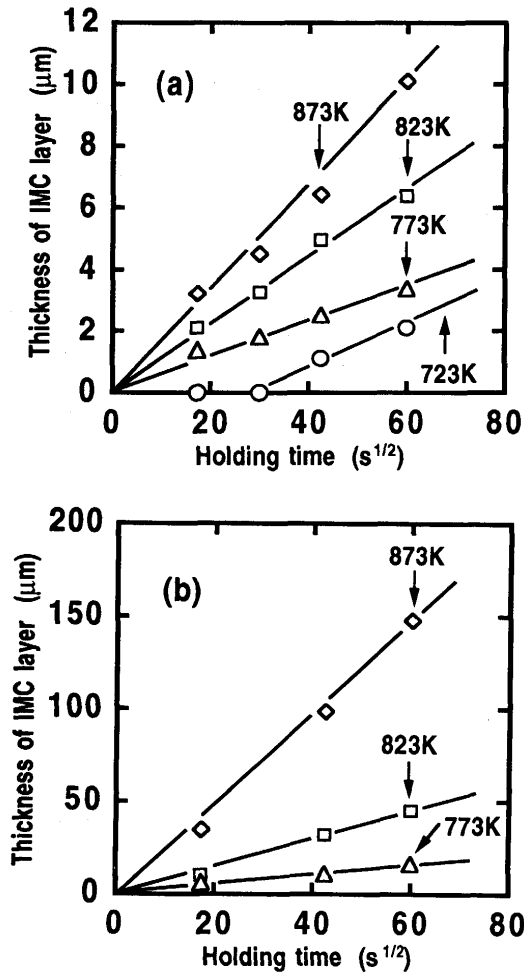 12
10
8
6
4
2
0
Thickness of IMC layer (μm)
(a)
873K
823K
773K
723K
0 20 40 60 80
Holding time (s1/2)
200
150
100
50
0
Thickness of IMC layer (μm)
(b)
873K
823K
773K
0 20 40 60 80
Holding time (s1/2)